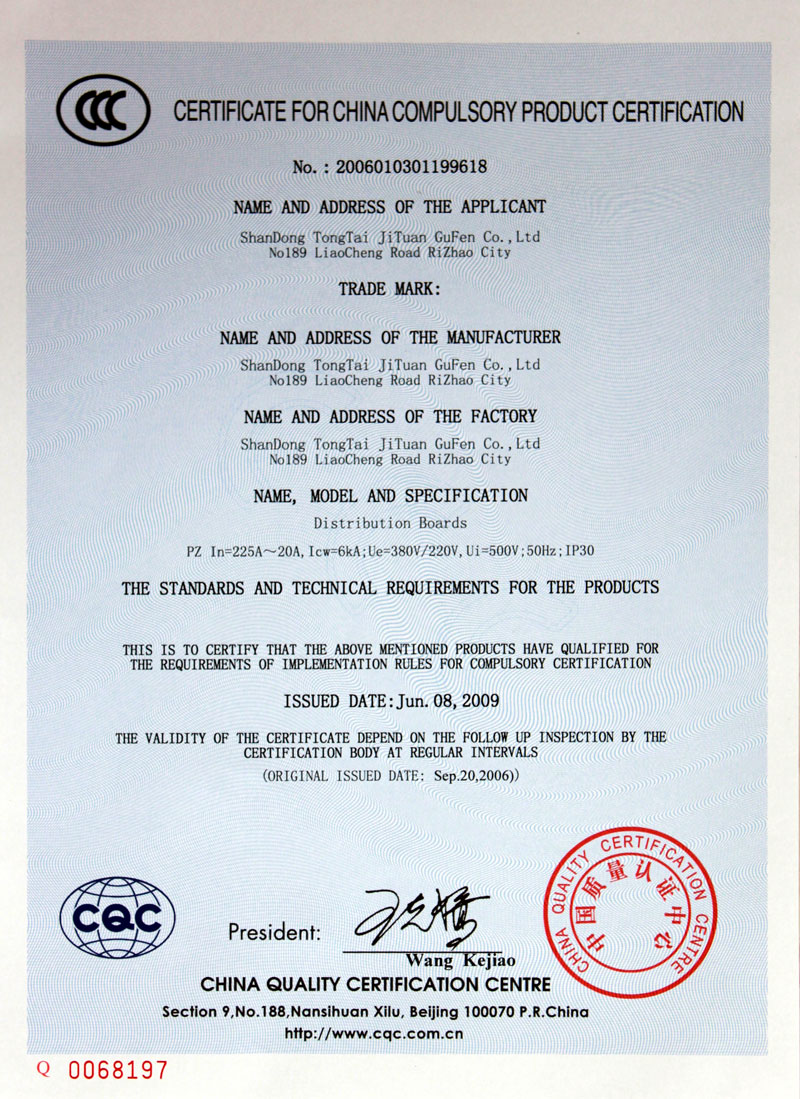 CCC
CERTIFICATE FOR CHINA COMPULSORY PRODUCT CERTIFICATION
No. : 2006010301199618
NAME AND ADDRESS OF THE APPLICANT
ShanDong TongTai JiTuan GuFen Co.,Ltd
No189 LiaoCheng Road RiZhao City
TRADE MARK:
NAME AND ADDRESS OF THE MANUFACTURER
ShanDong TongTai JiTuan GuFen Co.,Ltd
No189 LiaoCheng Road RiZhao City
NAME AND ADDRESS OF THE FACTORY
ShanDong TongTai JiTuan GuFen Co.,Ltd
No189 LiaoCheng Road RiZhao City
NAME, MODEL AND SPECIFICATION
Distribution Boards
PZ In=225A～20A,Icw=6kA;Ue=380V/220V,Ui=500V;50Hz;IP30
THE STANDARDS AND TECHNICAL REQUIREMENTS FOR THE PRODUCTS
THIS IS TO CERTIFY THAT THE ABOVE MENTIONED PRODUCTS HAVE QUALIFIED FOR
THE REQUIREMENTS OF IMPLEMENTATION RULES FOR COMPULSORY CERTIFICATION
ISSUED DATE:Jun. 08, 2009
THE VALIDITY OF THE CERTIFICATE DEPEND ON THE FOLLOW UP INSPECTION BY THE
CERTIFICATION BODY AT REGULAR INTERVALS
(ORIGINAL ISSUED DATE: Sep.20,2006))
CHINA QUALITY CERTIFICATION CENTRE
中国质量认证中心
CQC
President:
Wang Kejiao
CHINA QUALITY CERTIFICATION CENTRE
Section 9,No.188,Nansihuan Xilu, Beijing 100070 P.R.China
http://www.cqc.com.cn
Q 0068197